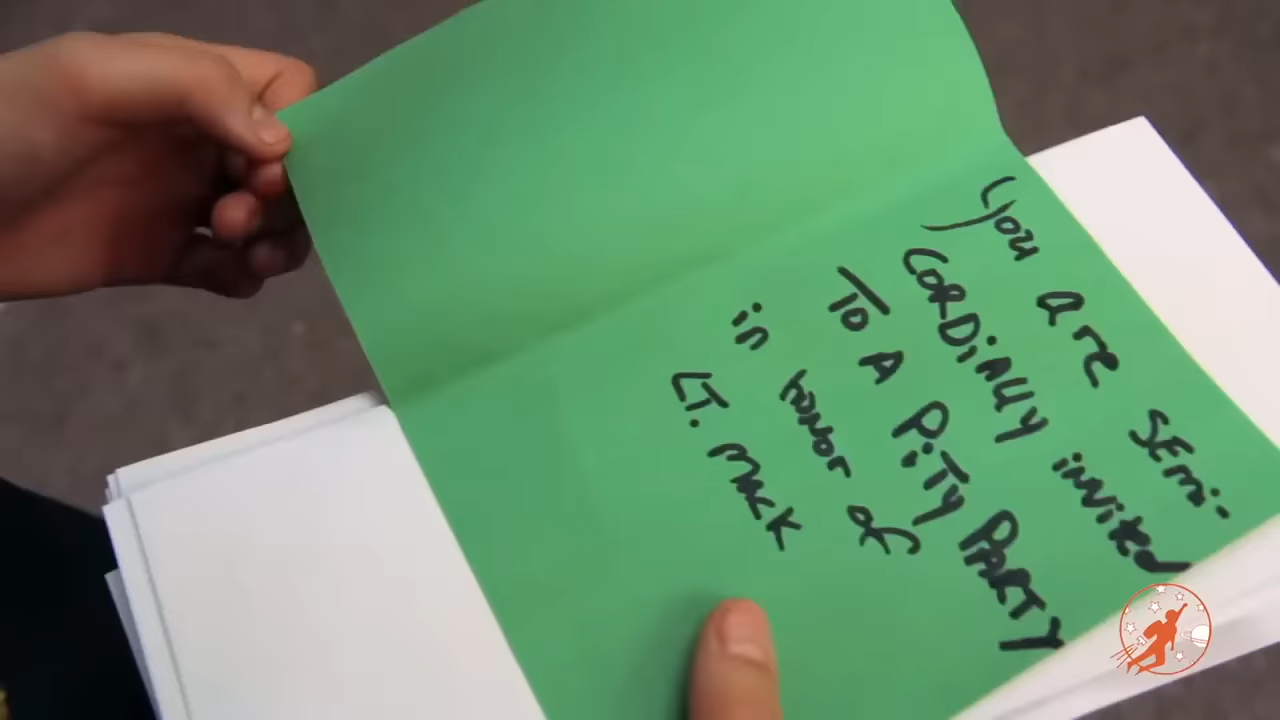 You are SEmi-
CORDiAlly invited
To A PiTy PARTY
in HONOR of
LT. MACK